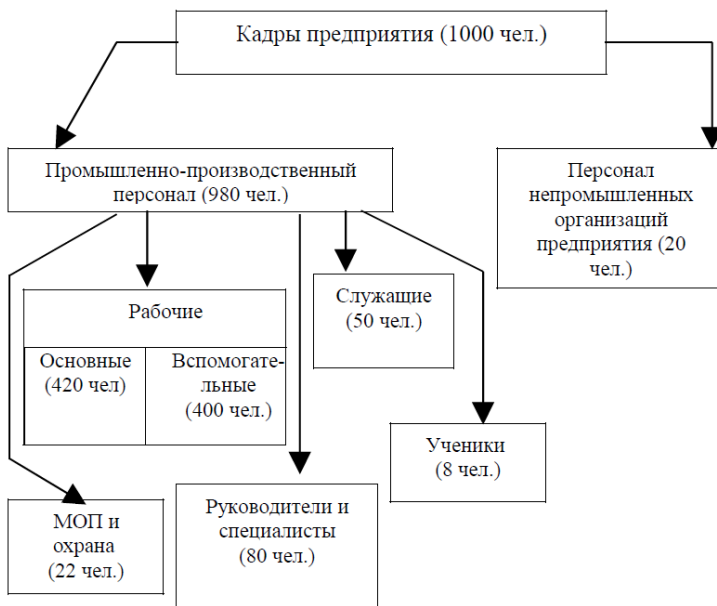 Кадры предприятия (1000 чел.)
Промышленно-производственный
персонал (980 чел.)
Персонал
непромышленных
организаций
предприятия (20
чел.)
Рабочие
Основные
(420 чел)
Вспомогате-
льные
(400 чел.)
Служащие
(50 чел.)
Ученики
(8 чел.)
МОП и
охрана
(22 чел.)
Руководители и
специалисты
(80 чел.)